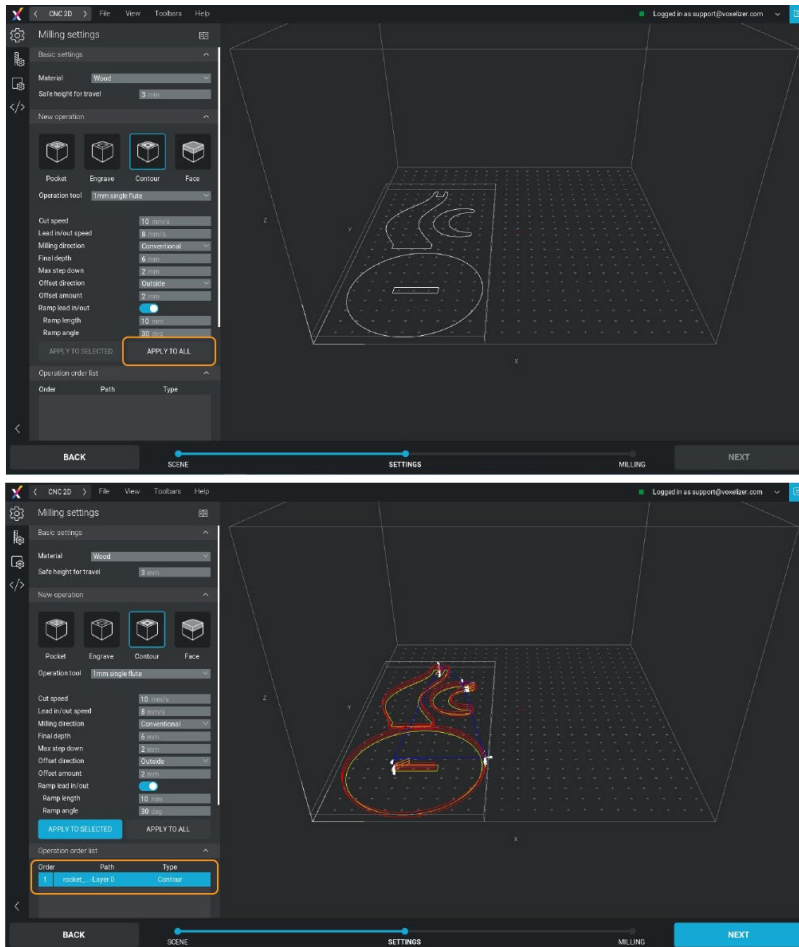 CNC 2D File View Toolbars Help Logged in as support@voxelizer.com
Milling settings
Basic settings
Material Wood
Safe height for travel 3 mm
New operation
Pocket Engrave Contour Face
Operation tool 1mm single flute
Cut speed 10 mm/s
Lead in/out speed 8 mm/s
Milling direction Conventional
Final depth 6 mm
Max step down 2 mm
Offset direction Outside
Offset amount 2 mm
Ramp lead in/out
Ramp length 10 mm
Ramp angle 30 deg
APPLY TO SELECTED APPLY TO ALL
Operation order list
Order Path Type
Z
Y
X
BACK SCENE SETTINGS MILLING NEXT
CNC 2D File View Toolbars Help Logged in as support@voxelizer.com
Milling settings
Basic settings
Material Wood
Safe height for travel 3 mm
New operation
Pocket Engrave Contour Face
Operation tool 1mm single flute
Cut speed 10 mm/s
Lead in/out speed 8 mm/s
Milling direction Conventional
Final depth 6 mm
Max step down 2 mm
Offset direction Outside
Offset amount 2 mm
Ramp lead in/out
Ramp length 10 mm
Ramp angle 30 deg
APPLY TO SELECTED APPLY TO ALL
Operation order list
Order Path Type
1 rocket_...-Layer 0 Contour
Z
Y
X
BACK SCENE SETTINGS MILLING NEXT